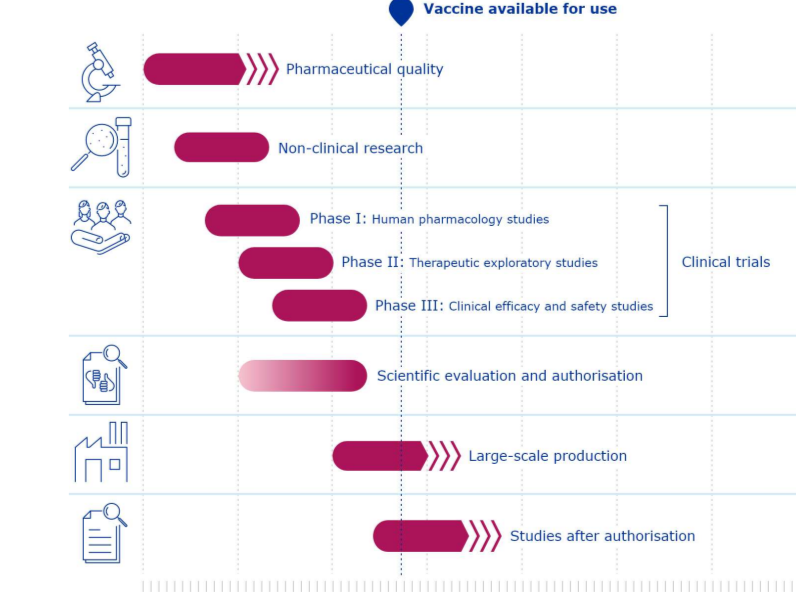 Vaccine available for use
Pharmaceutical quality
Non-clinical research
Phase I: Human pharmacology studies
Phase II: Therapeutic exploratory studies
Clinical trials
Phase III: Clinical efficacy and safety studies
Scientific evaluation and authorisation
Large-scale production
Studies after authorisation